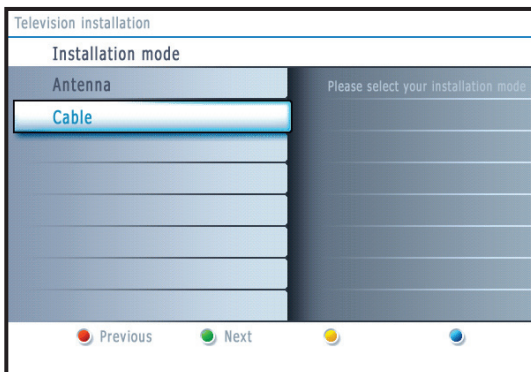 Television installation
Installation mode
Antenna
Please select your installation mode
Cable
Previous Next